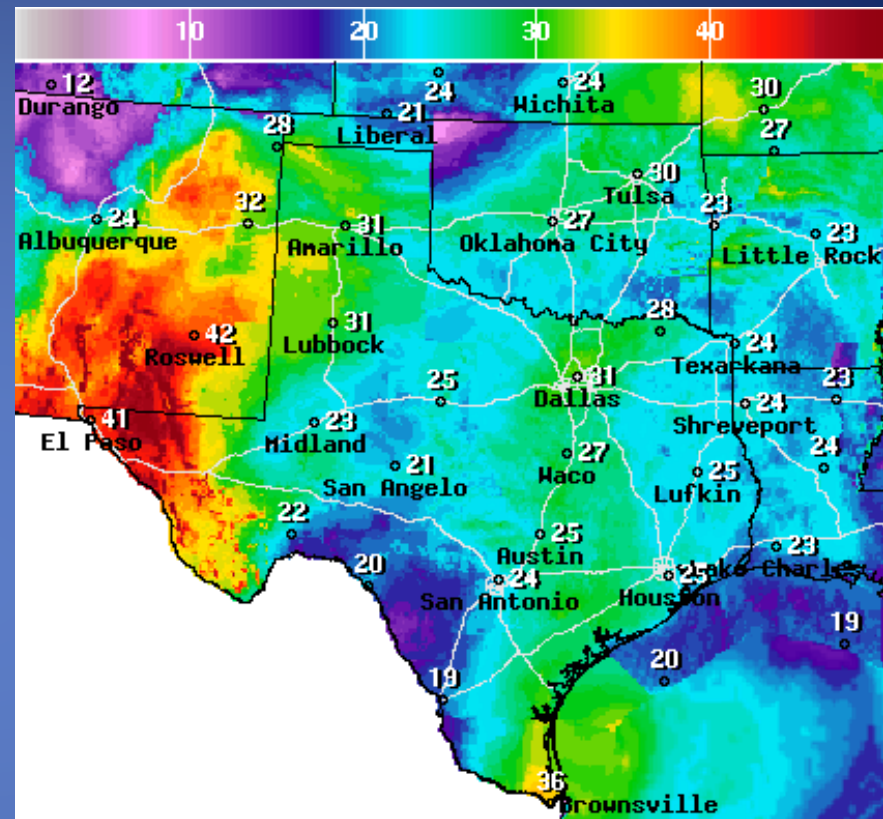 10 20 30 40
12
Durango
24
21
Liberal
24
Wichita
30
28
27
30
Tulsa
24
Albuquerque
32
31
Amarillo
27
Oklahoma City
23
23
Little Rock
42
Roswell
31
Lubbock
28
24
Texarkana
31
Dallas
25
23
24
Shreveport
41
El Paso
23
Midland
21
San Angelo
27
Waco
25
Lufkin
24
22
25
Austin
23
Lake Charles
20
24
San Antonio
25
Houston
19
20
19
36
Brownsville